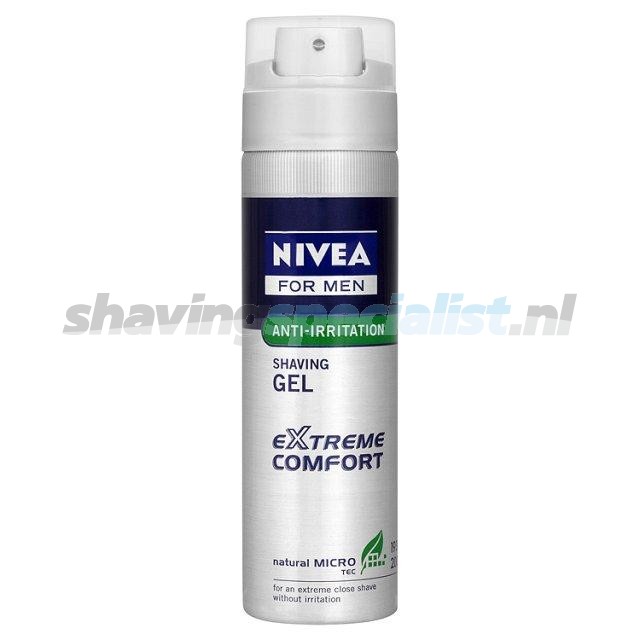 NIVEA
FOR MEN
shavingspecialist.nl
ANTI-IRRITATION
SHAVING
GEL
eXTREME
COMFORT
natural MICRO
TEC
for an extreme close shave
without irritation